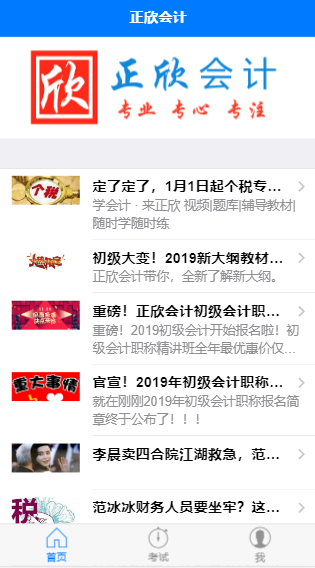 正欣会计
欣 正欣会计
专业 专心 专注
个税
定了定了，1月1日起个税专...
学会计 · 来正欣 视频|题库|辅导教材|
随时学随时练
初级大变！2019新大纲教材...
正欣会计带你，全新了解新大纲。
重磅！正欣会计初级会计职...
重磅！2019初级会计开始报名啦！初
级会计职称精讲班全年最优惠价仅...
重大事情
官宣！2019年初级会计职称...
就在刚刚2019年初级会计职称报名简
章终于公布了！！！
李晨卖四合院江湖救急，范...
税
范冰冰财务人员要坐牢？这...
首页
考试
我